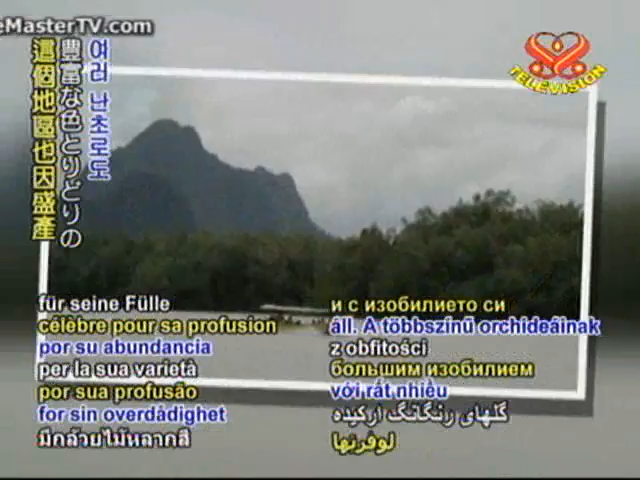 eMasterTV.com
TELEVISION
這個地區也因盛產
豊富な色とりどりの
여러 난초로도
für seine Fülle
célèbre pour sa profusion
por su abundancia
per la sua varietà
por sua profusão
for sin overdådighet
มีกล้วยไม้หลากสี
и с изобилието си
áll. A többszínű orchideáinak
z obfitości
большим изобилием
với rất nhiều
گلهای رنگانگ ارکیده
لوفرتها